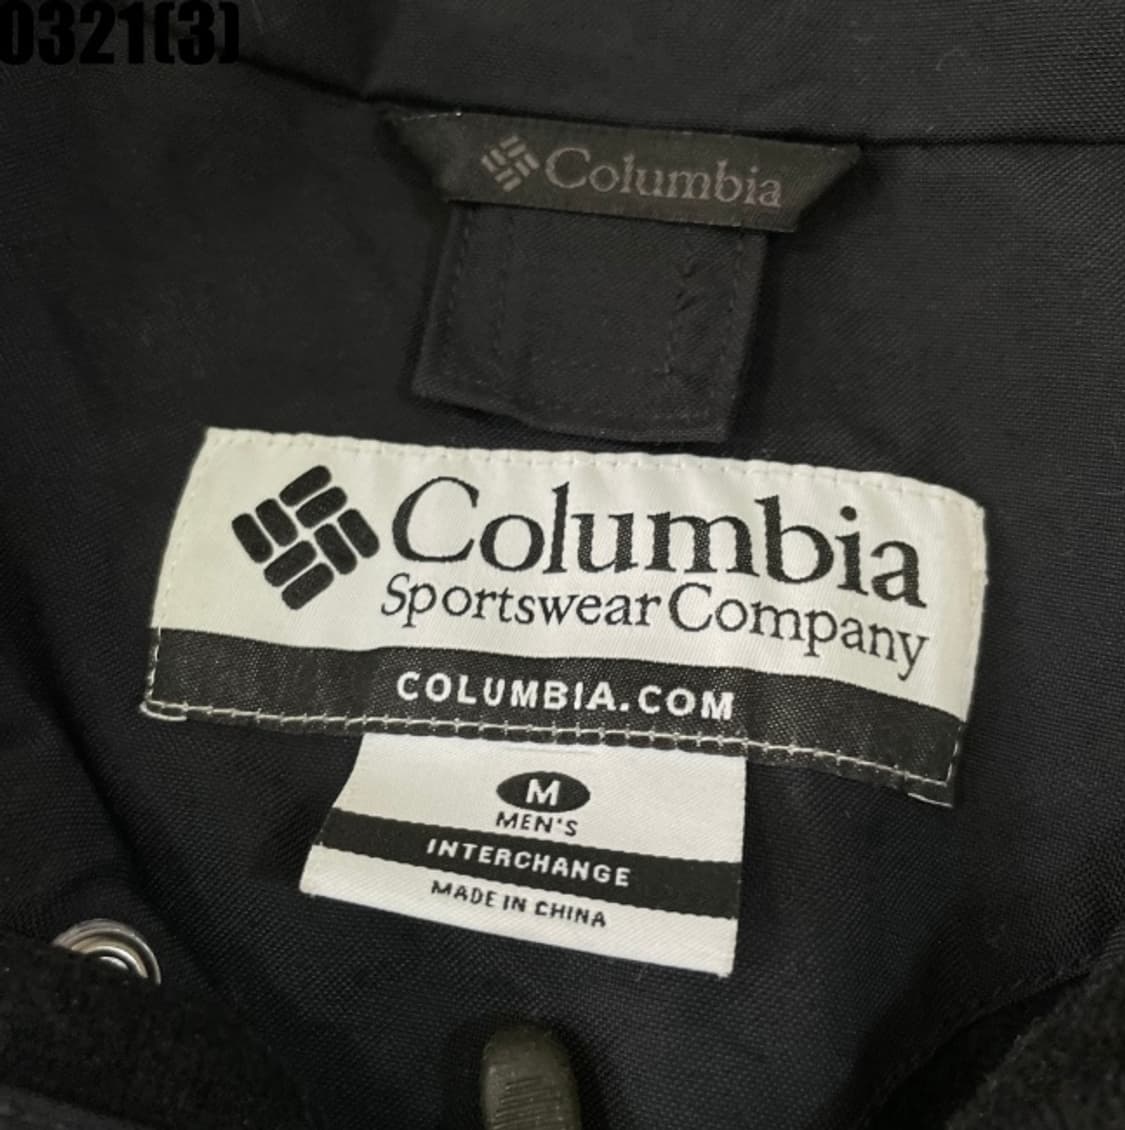 0321(3)
Columbia
Columbia
Sportswear Company
COLUMBIA.COM
M
MEN'S
INTERCHANGE
MADE IN CHINA